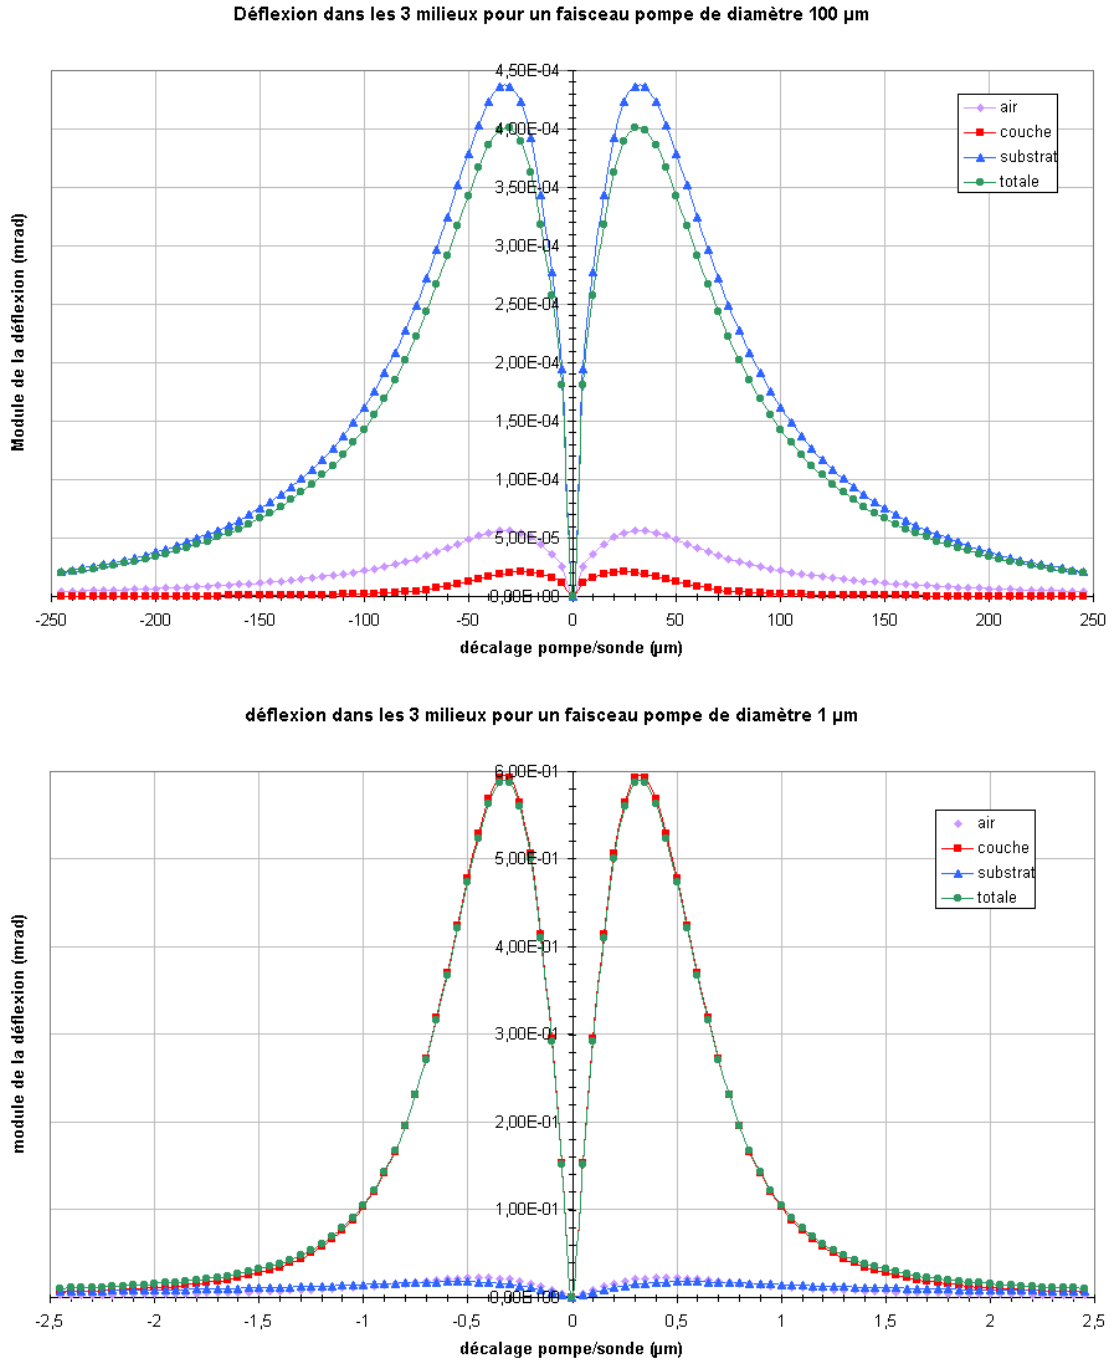 Déflexion dans les 3 milieux pour un faisceau pompe de diamètre 100 µm
4,50E-04
4,00E-04
3,50E-04
3,00E-04
2,50E-04
2,00E-04
1,50E-04
1,00E-04
5,00E-05
0,00E+00
Module de la déflexion (mrad)
air
couche
substrat
totale
-250 -200 -150 -100 -50 0 50 100 150 200 250
décalage pompe/sonde (µm)
déflexion dans les 3 milieux pour un faisceau pompe de diamètre 1 µm
6,00E-01
5,00E-01
4,00E-01
3,00E-01
2,00E-01
1,00E-01
0,00E+00
module de la déflexion (mrad)
air
couche
substrat
totale
-2,5 -2 -1,5 -1 -0,5 0 0,5 1 1,5 2 2,5
décalage pompe/sonde (µm)